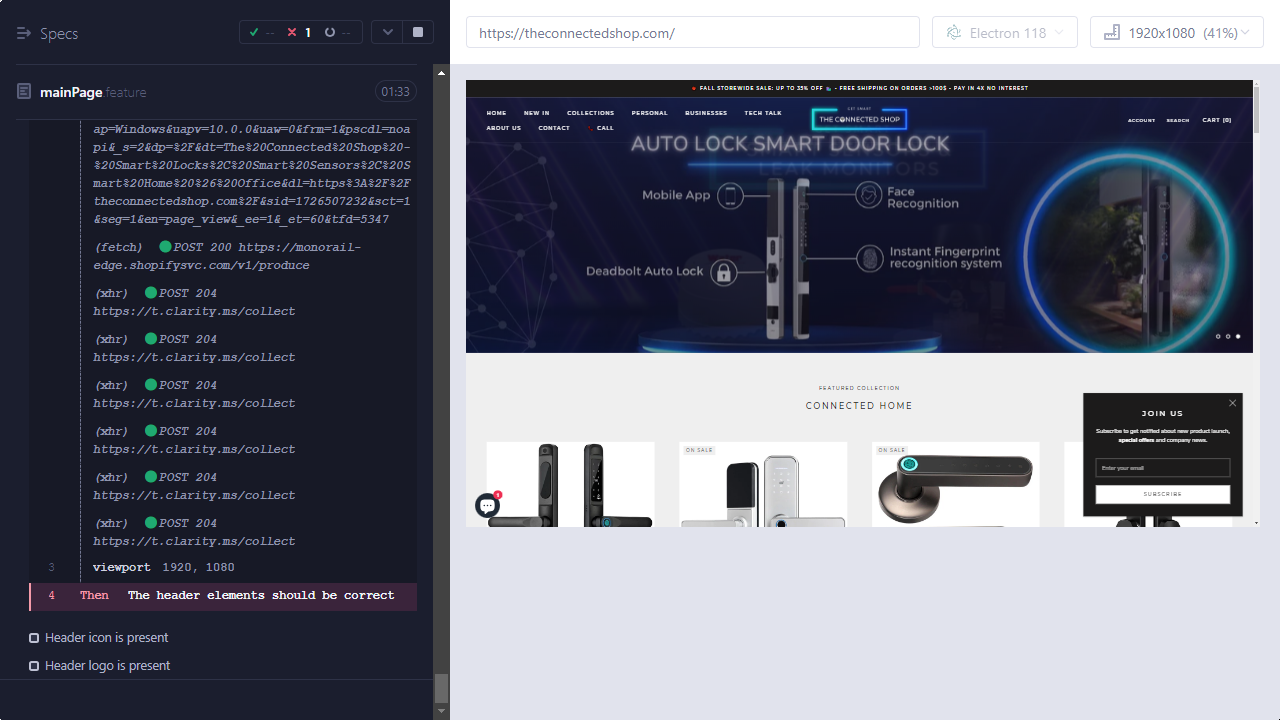 Specs
-- 1 --
https://theconnectedshop.com/
Electron 118
1920x1080 (41%)
mainPage.feature
01:33
ap=Windows&uapv=10.0.0&uaw=0&frm=1&pscdl=noa
pi&_s=2&dp=%2F&dt=The%20Connected%20Shop%20-
%20Smart%20Locks%2C%20Smart%20Sensors%2C%20S
mart%20Home%20%26%20Office&dl=https%3A%2F%2F
theconnectedshop.com%2F&sid=1726507232&sct=1
&seg=1&en=page_view&_ee=1&_et=60&tfd=5347
(fetch) POST 200 https://monorail-
edge.shopifysvc.com/v1/produce
(xhr) POST 204
https://t.clarity.ms/collect
(xhr) POST 204
https://t.clarity.ms/collect
(xhr) POST 204
https://t.clarity.ms/collect
(xhr) POST 204
https://t.clarity.ms/collect
(xhr) POST 204
https://t.clarity.ms/collect
(xhr) POST 204
https://t.clarity.ms/collect
3 viewport 1920, 1080
4 Then The header elements should be correct
Header icon is present
Header logo is present
FALL STOREWIDE SALE: UP TO 35% OFF - FREE SHIPPING ON ORDERS >100$ - PAY IN 4X NO INTEREST
HOME NEW IN COLLECTIONS PERSONAL BUSINESSES TECH TALK
ABOUT US CONTACT CALL
GET SMART
THE CONNECTED SHOP
ACCOUNT SEARCH CART (0)
AUTO LOCK SMART DOOR LOCK
LEAK MONITORS
Mobile App
Face
Recognition
Deadbolt Auto Lock
Instant Fingerprint
recognition system
FEATURED COLLECTION
CONNECTED HOME
ON SALE
ON SALE
1
JOIN US
Subscribe to get notified about new product launch,
special offers and company news.
Enter your email
SUBSCRIBE